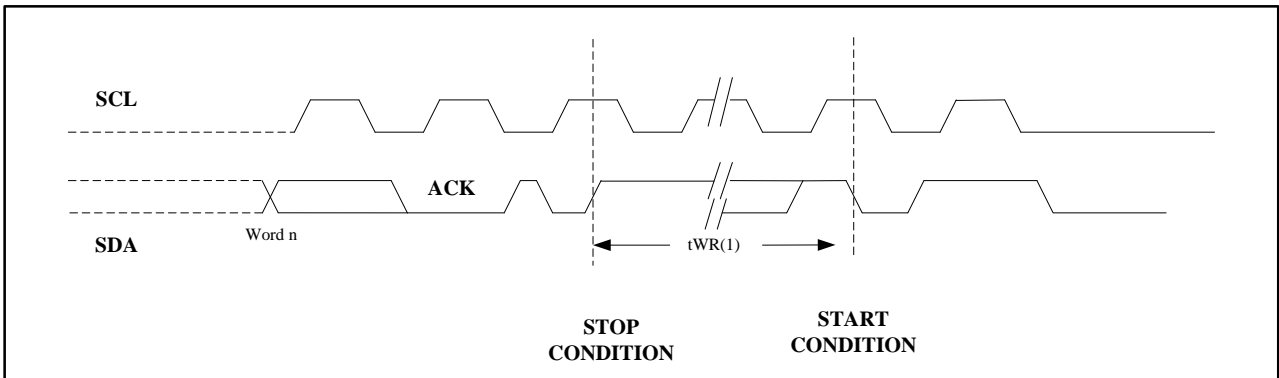 SCL
ACK
Word n
SDA
tWR(1)
STOP
CONDITION
START
CONDITION